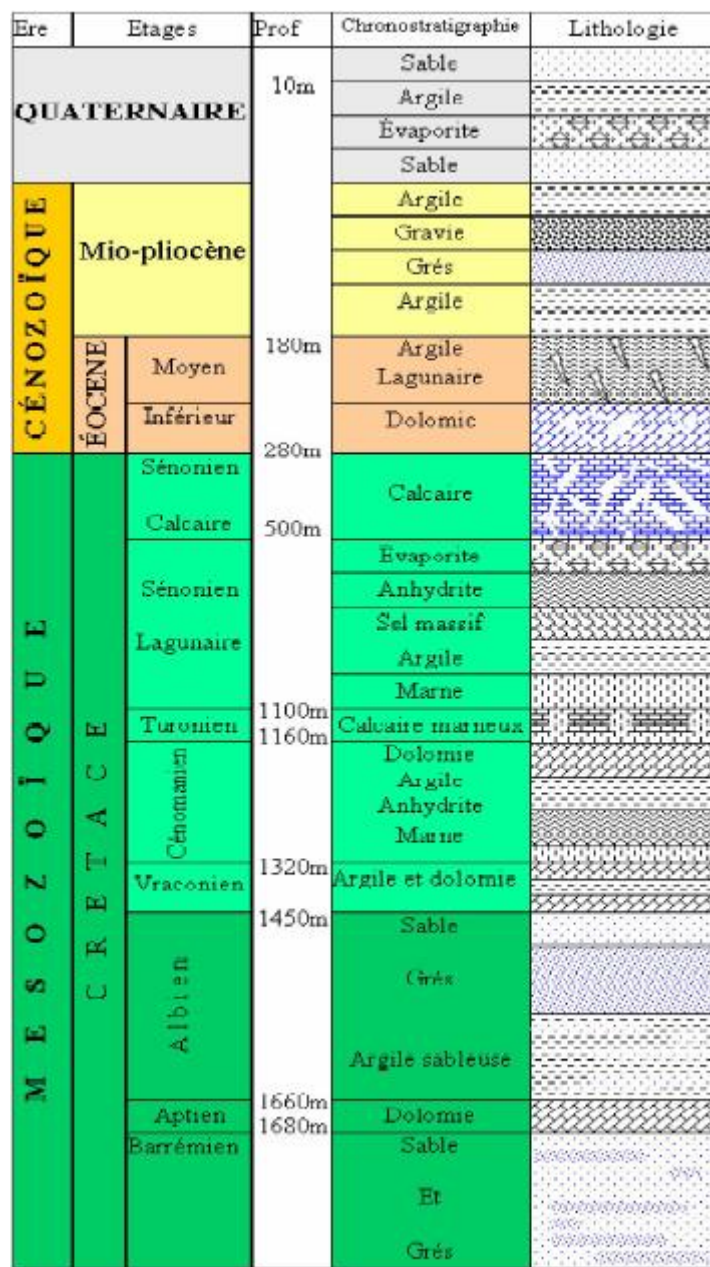 Ere Etages Prof Chronostratigraphie Lithologie
QUATERNAIRE
10m
Sable
Argile
Évaporite
Sable
CÉNOZOÏQUE
Mio-pliocène
Argile
Gravie
Grés
Argile
ÉOCENE
180m
Moyen
Argile
Lagunaire
Inférieur
Dolomic
280m
MESOZOÏQUE
CRETACE
Sénonien
Calcaire
Calcaire
500m
Sénonien
Lagunaire
Evaporite
Anhydrite
Sel massif
Argile
Marne
1100m
Turonien
Calcaire marneux
1160m
Cénomanien
Dolomie
Argile
Anhydrite
Marne
1320m
Vraconien
Argile et dolomie
1450m
Albien
Sable
Grés
Argile sableuse
1660m
Aptien
Dolomie
1680m
Barrémien
Sable
Et
Grés